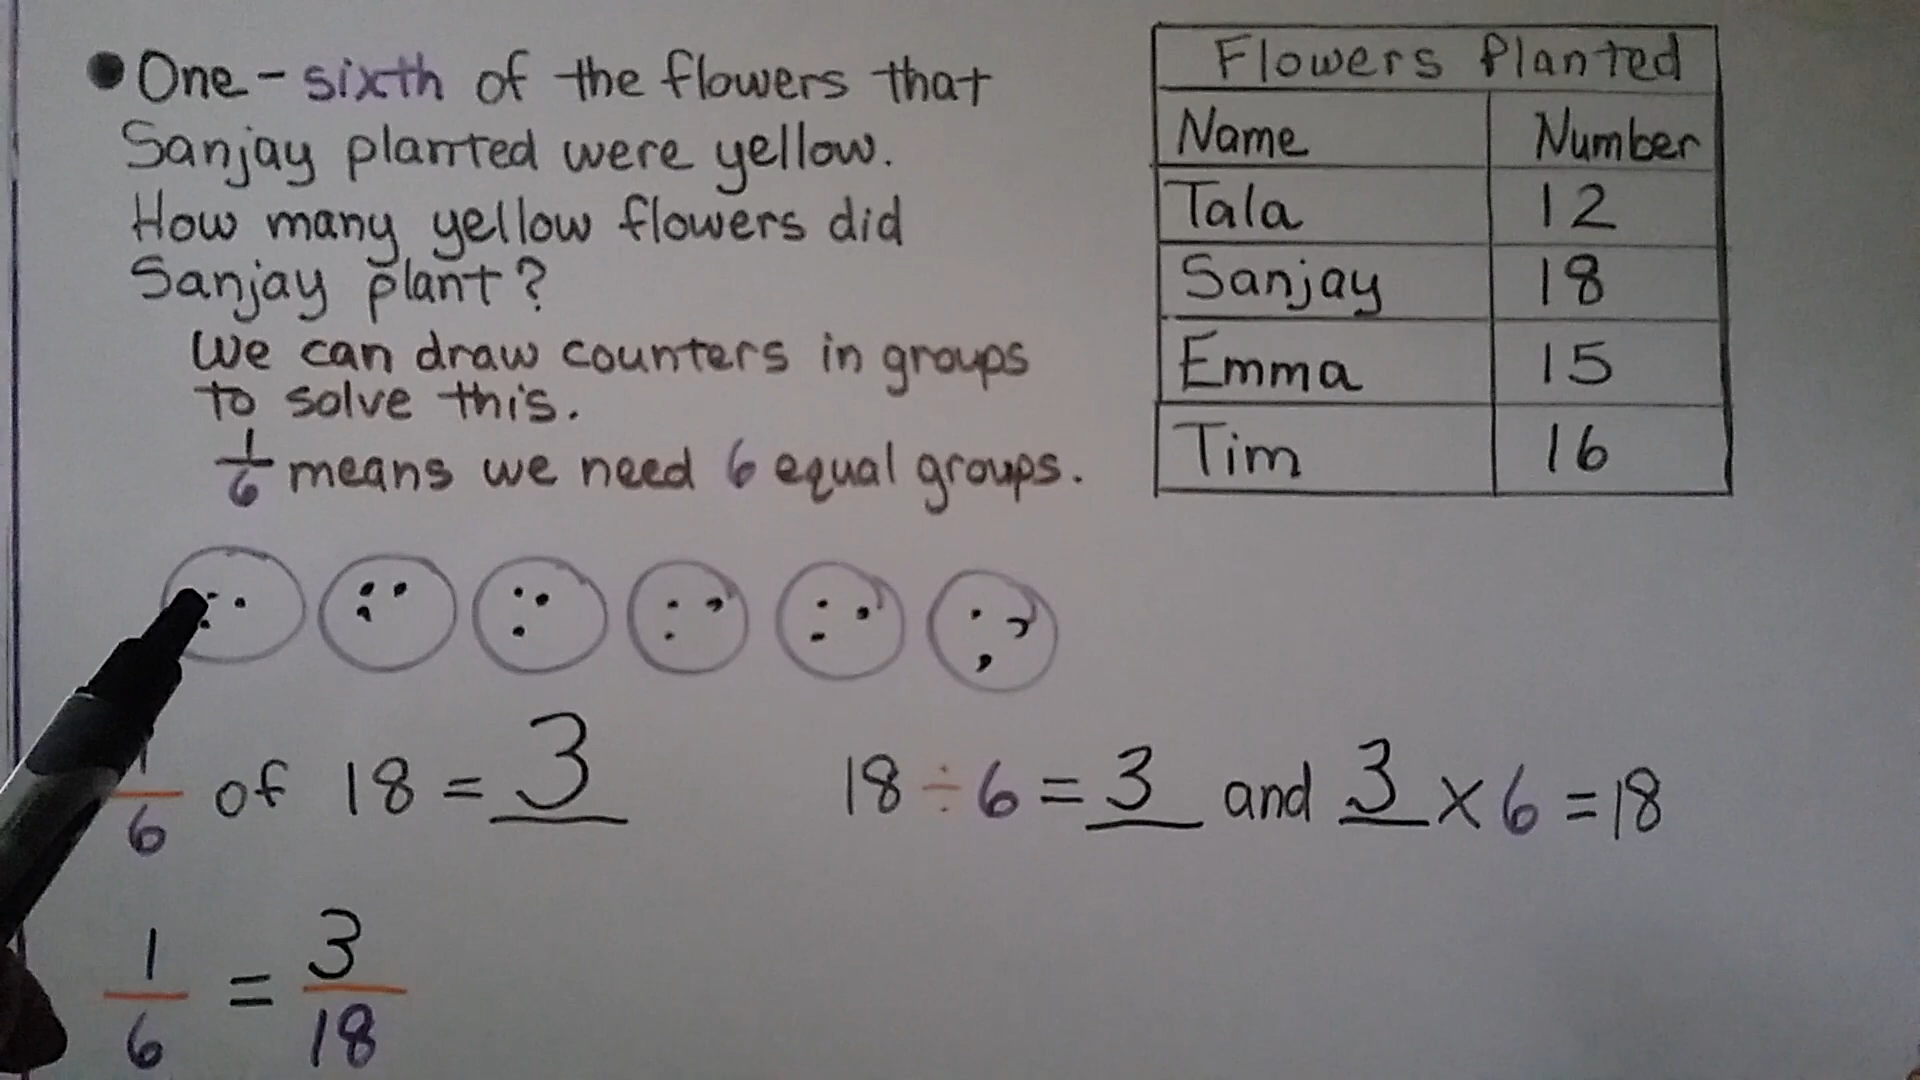 ● One-sixth of the flowers that
Sanjay planted were yellow.
How many yellow flowers did
Sanjay plant?
We can draw counters in groups
to solve this.
1/6 means we need 6 equal groups.
Flowers Planted
Name Number
Tala 12
Sanjay 18
Emma 15
Tim 16
1/6 of 18 = 3
18 ÷ 6 = 3 and 3 × 6 = 18
1/6 = 3/18